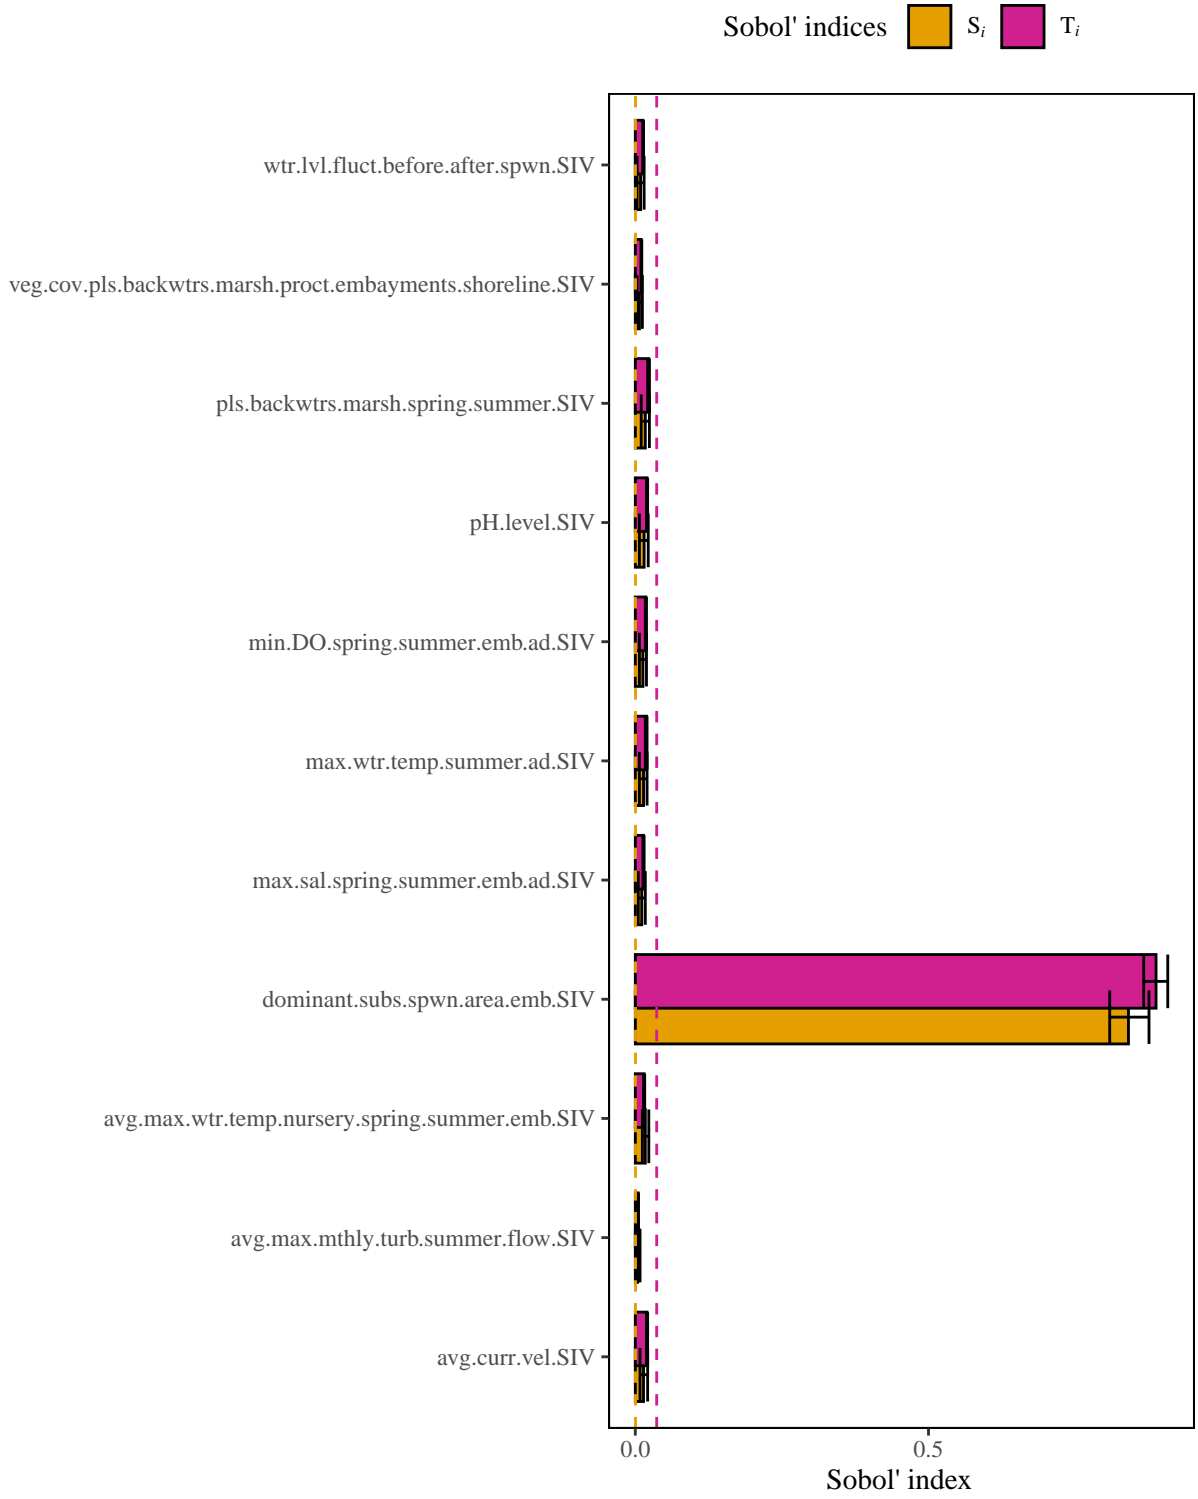 Sobol' indices Si Ti
wtr.lvl.fluct.before.after.spwn.SIV
veg.cov.pls.backwtrs.marsh.proct.embayments.shoreline.SIV
pls.backwtrs.marsh.spring.summer.SIV
pH.level.SIV
min.DO.spring.summer.emb.ad.SIV
max.wtr.temp.summer.ad.SIV
max.sal.spring.summer.emb.ad.SIV
dominant.subs.spwn.area.emb.SIV
avg.max.wtr.temp.nursery.spring.summer.emb.SIV
avg.max.mthly.turb.summer.flow.SIV
avg.curr.vel.SIV
0.0 0.5
Sobol' index